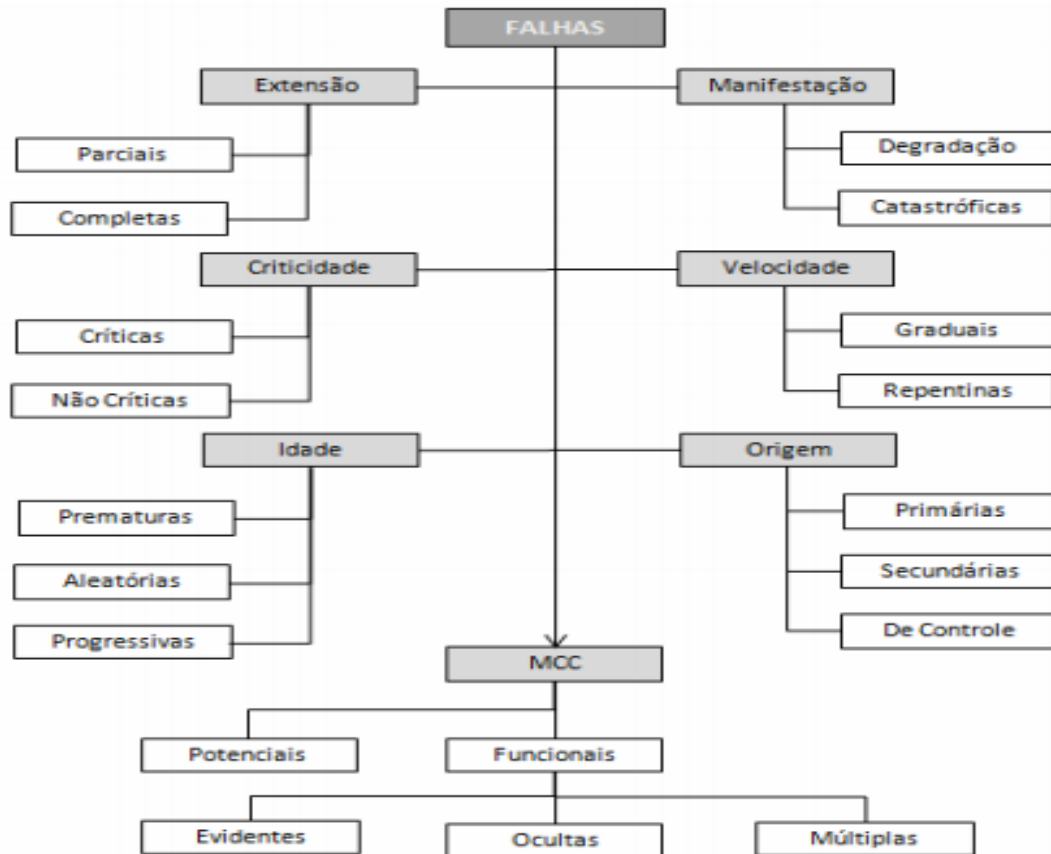 FALHAS
Extensão
Manifestação
Parciais
Degradação
Completas
Catastróficas
Criticidade
Velocidade
Críticas
Graduais
Não Críticas
Repentinas
Idade
Origem
Prematuras
Primárias
Aleatórias
Secundárias
Progressivas
De Controle
MCC
Potenciais
Funcionais
Evidentes
Ocultas
Múltiplas